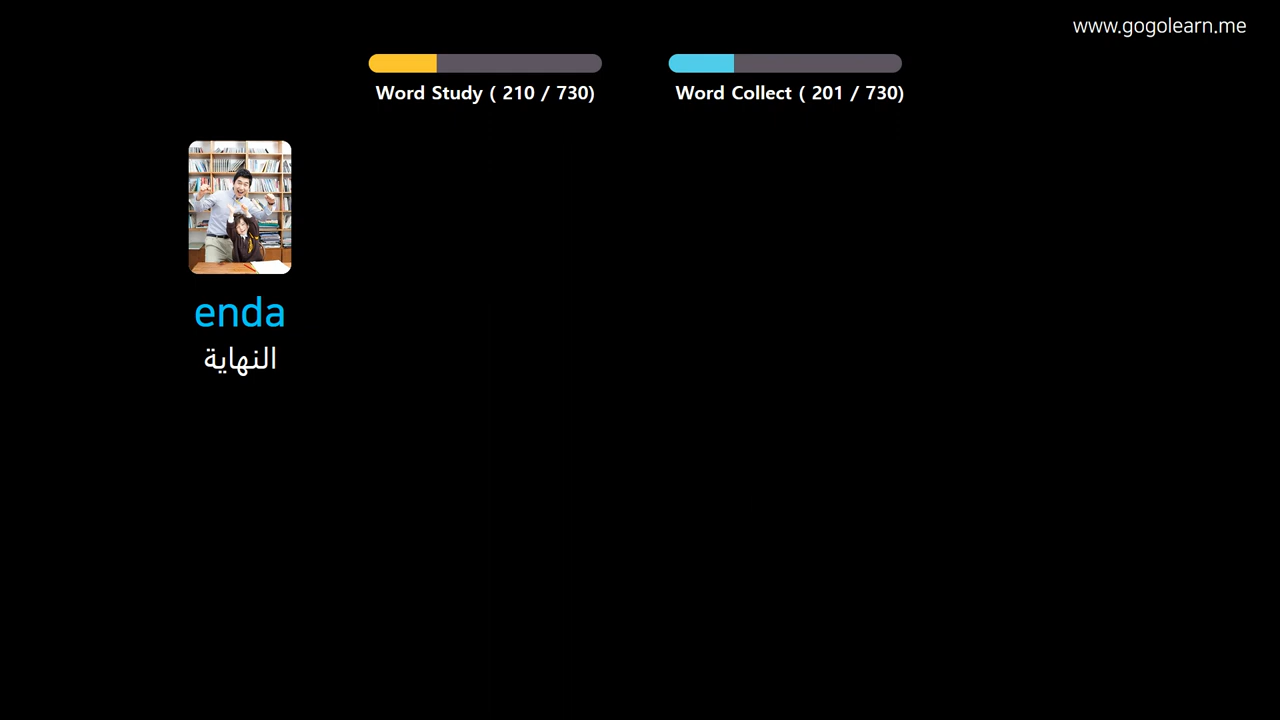 www.gogolearn.me
Word Study ( 210 / 730)
Word Collect ( 201 / 730)
enda
النهاية